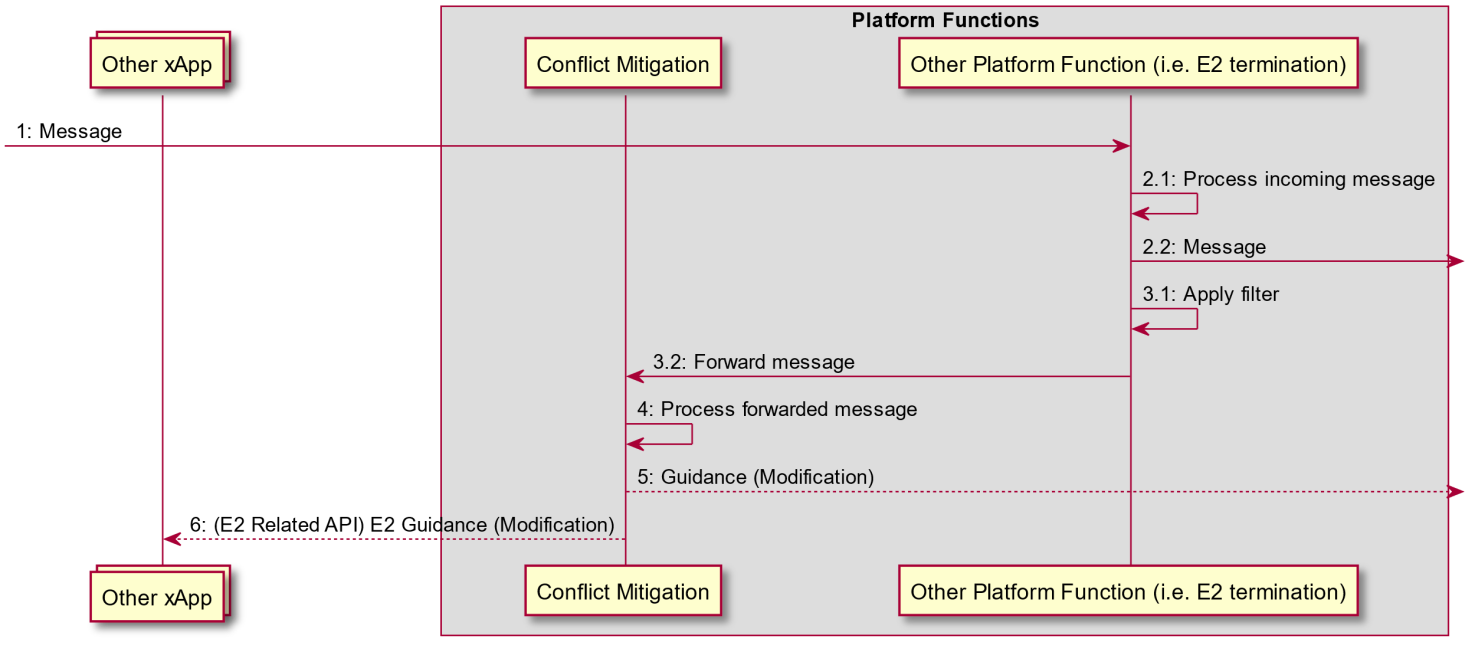 Platform Functions
Other xApp
Conflict Mitigation
Other Platform Function (i.e. E2 termination)
1: Message
2.1: Process incoming message
2.2: Message
3.1: Apply filter
3.2: Forward message
4: Process forwarded message
5: Guidance (Modification)
6: (E2 Related API) E2 Guidance (Modification)
Other xApp
Conflict Mitigation
Other Platform Function (i.e. E2 termination)